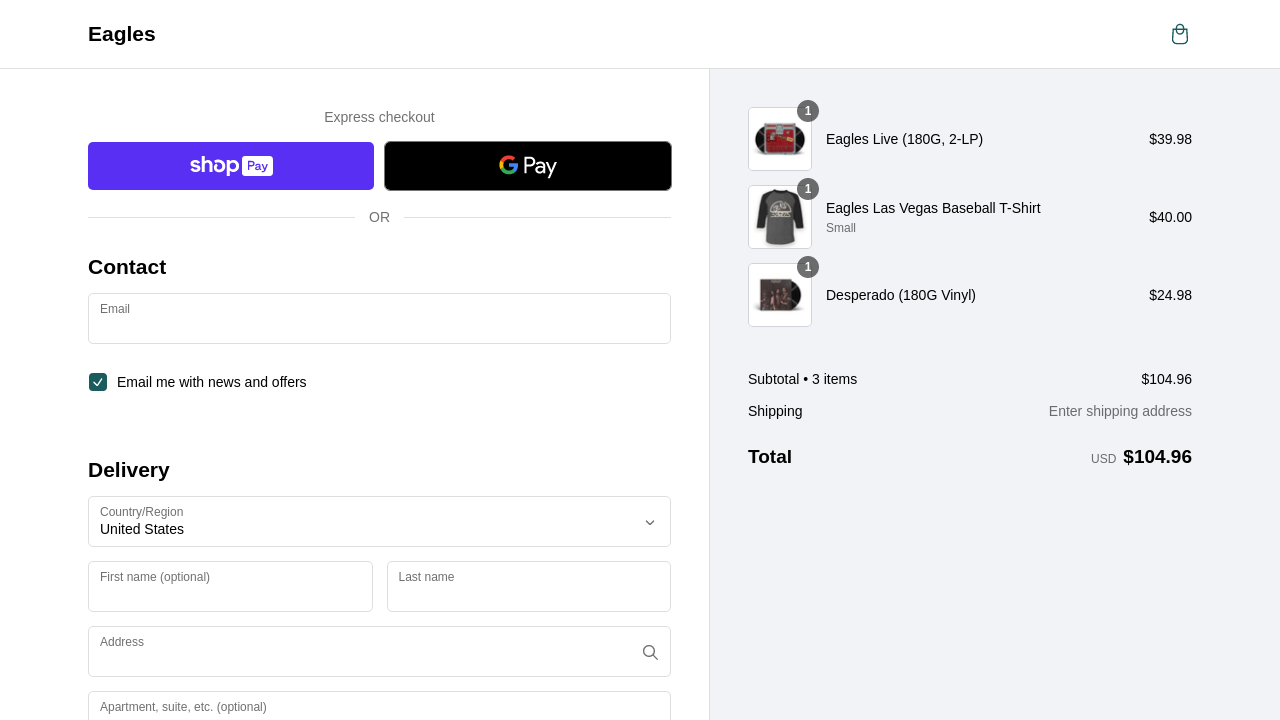 Eagles
Express checkout
shop Pay
G Pay
OR
Contact
Email
Email me with news and offers
Delivery
Country/Region
United States
First name (optional)
Last name
Address
Apartment, suite, etc. (optional)
1
Eagles Live (180G, 2-LP)
$39.98
1
Eagles Las Vegas Baseball T-Shirt
Small
$40.00
1
Desperado (180G Vinyl)
$24.98
Subtotal • 3 items
$104.96
Shipping
Enter shipping address
Total
USD $104.96